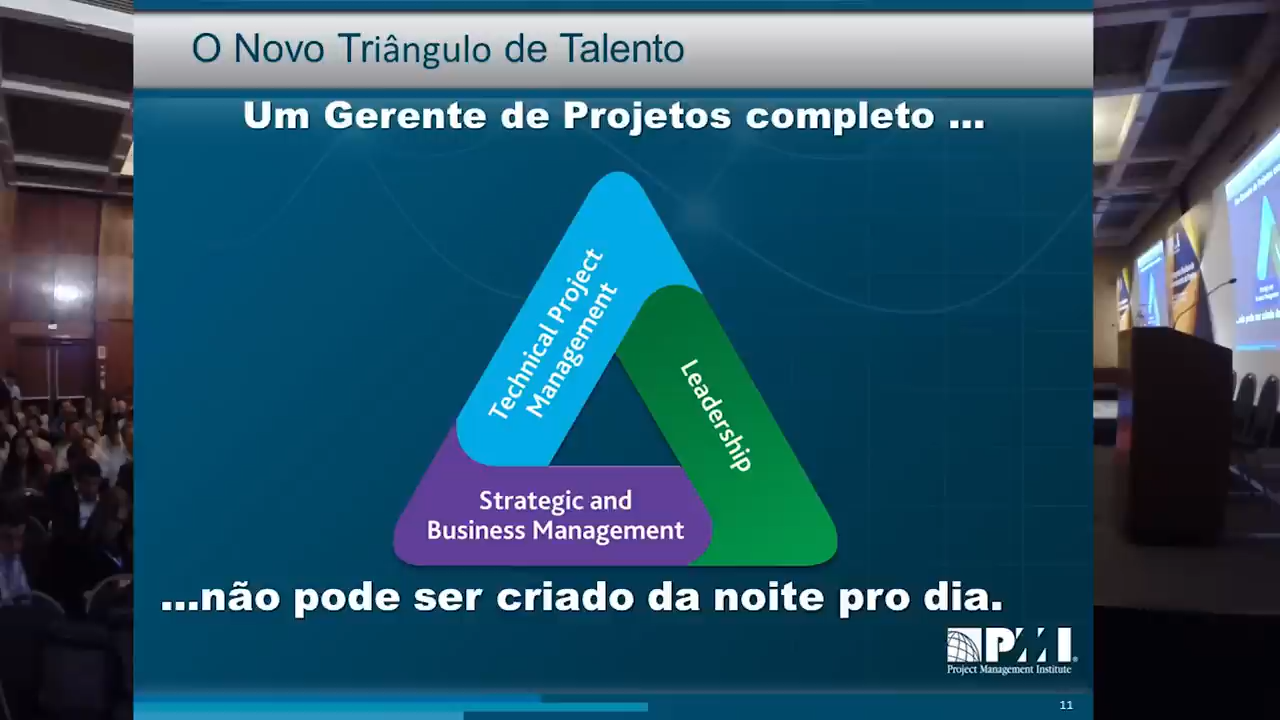 O Novo Triângulo de Talento
Um Gerente de Projetos completo ...
Technical Project
Management
Leadership
Strategic and
Business Management
...não pode ser criado da noite pro dia.
PMI®
Project Management Institute
11